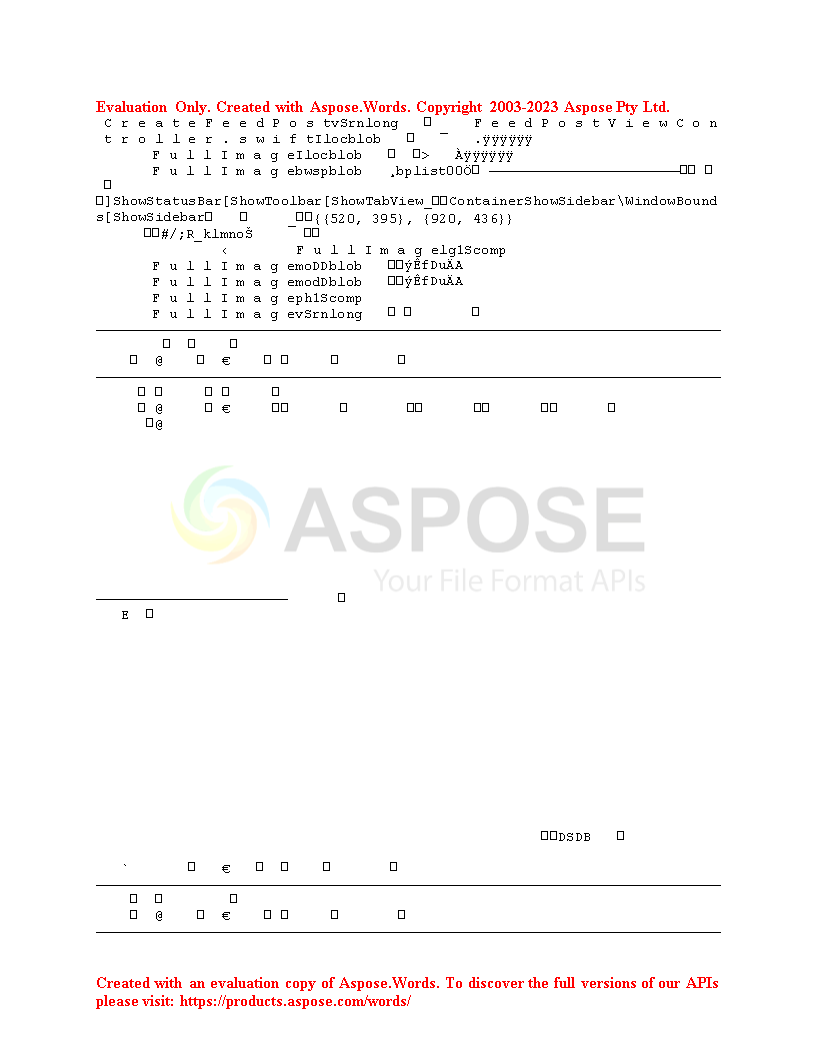 Evaluation Only. Created with Aspose.Words. Copyright 2003-2023 Aspose Pty Ltd.
C r e a t e F e e d P o s tvSrnlong □ ¯ F e e d P o s t V i e w C o n
t r o l l e r . s w i f tIlocblob □ .ÿÿÿÿÿÿ
F u l l I m a g eIlocblob □ □> Àÿÿÿÿÿÿ
F u l l I m a g ebwspblob ¸bplist00Ö□ □□ □
□
□]ShowStatusBar[ShowToolbar[ShowTabView_□□ContainerShowSidebar\WindowBound
s[ShowSidebar□ □ _□□{{520, 395}, {920, 436}}
□□#/;R_klmnoŠ ¯ □□
‹ F u l l I m a g elg1Scomp
F u l l I m a g emoDDblob □□ýÊfDuÄA
F u l l I m a g emodDblob □□ýÊfDuÄA
F u l l I m a g eph1Scomp
F u l l I m a g evSrnlong □ □ □
□ □ □
□ @ □ € □ □ □ □
□ □ □ □ □
□ @ □ € □□ □ □□ □□ □□ □
□@
ASPOSE
Your File Format APIs
□
E □
□□DSDB □
` □ € □ □ □ □
□ □ □
□ @ □ € □ □ □ □
Created with an evaluation copy of Aspose.Words. To discover the full versions of our APIs
please visit: https://products.aspose.com/words/